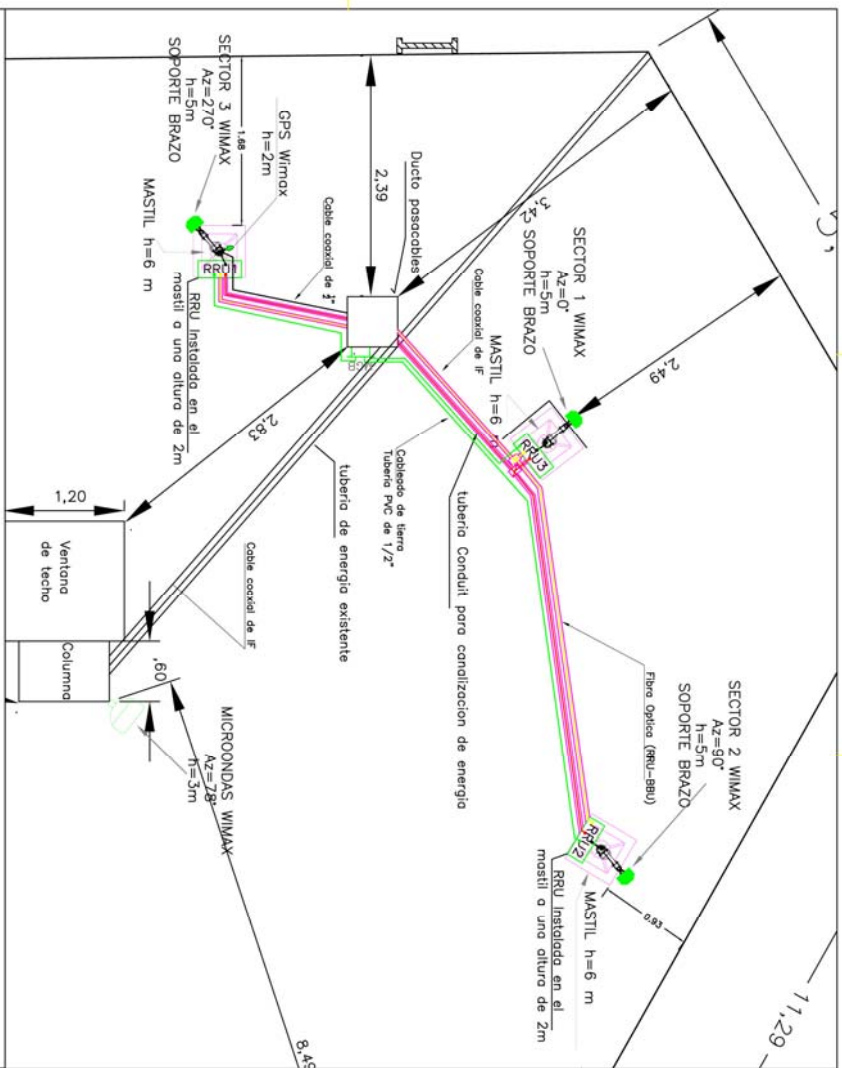 SECTOR 3 WIMAX
Az=270°
h=5m
SOPORTE BRAZO
1.68
GPS Wimax
h=2m
MASTIL h=6 m
RRU1
RRU Instalada en el
mastil a una altura de 2m
Cable coaxial de ½"
2,39
Ducto pasacables
3,42
SECTOR 1 WIMAX
Az=0°
h=5m
SOPORTE BRAZO
2,49
Cable coaxial de IF
MASTIL h=6
RRU3
Cableado de tierra
Tuberia PVC de 1/2"
tuberia Conduit para canalizacion de energia
tuberia de energia existente
Cable coaxial de IF
2,83
1,20
Ventana
de techo
Columna
,60
MICROONDAS WIMAX
Az=78°
h=3m
8,49
Fibra Optica (RRU-BBU)
SECTOR 2 WIMAX
Az=90°
h=5m
SOPORTE BRAZO
RRU2
MASTIL h=6 m
RRU Instalada en el
mastil a una altura de 2m
0.93
11,29